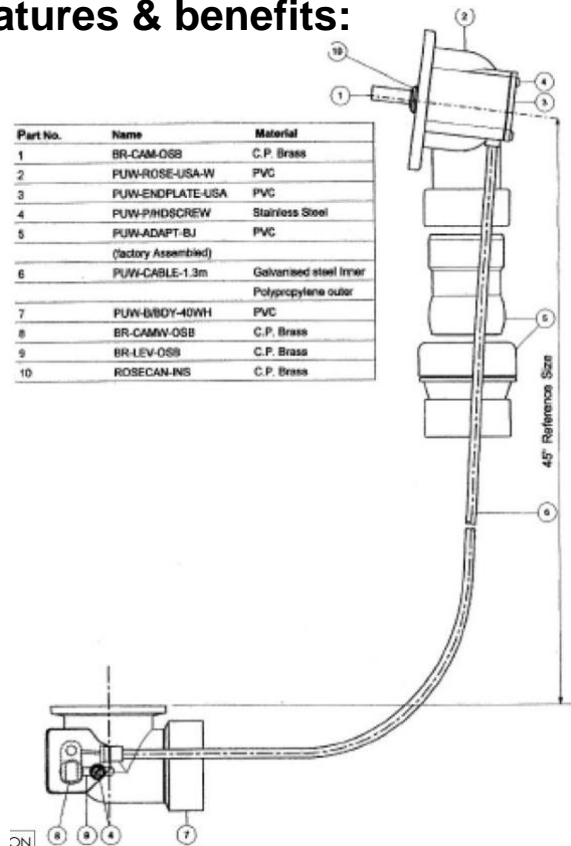 atures & benefits:
10
2
1
4
3
Part No. Name Material
1 BR-CAM-OSB C.P. Brass
2 PUW-ROSE-USA-W PVC
3 PUW-ENDPLATE-USA PVC
4 PUW-P/HDSCREW Stainless Steel
5 PUW-ADAPT-BJ PVC
(factory Assembled)
6 PUW-CABLE-1.3m Galvanised steel Inner
Polypropylene outer
7 PUW-B/BDY-40WH PVC
8 BR-CAMW-OSB C.P. Brass
9 BR-LEV-OSB C.P. Brass
10 ROSECAN-INS C.P. Brass
5
45" Reference Size
6
ON
8
9
4
7